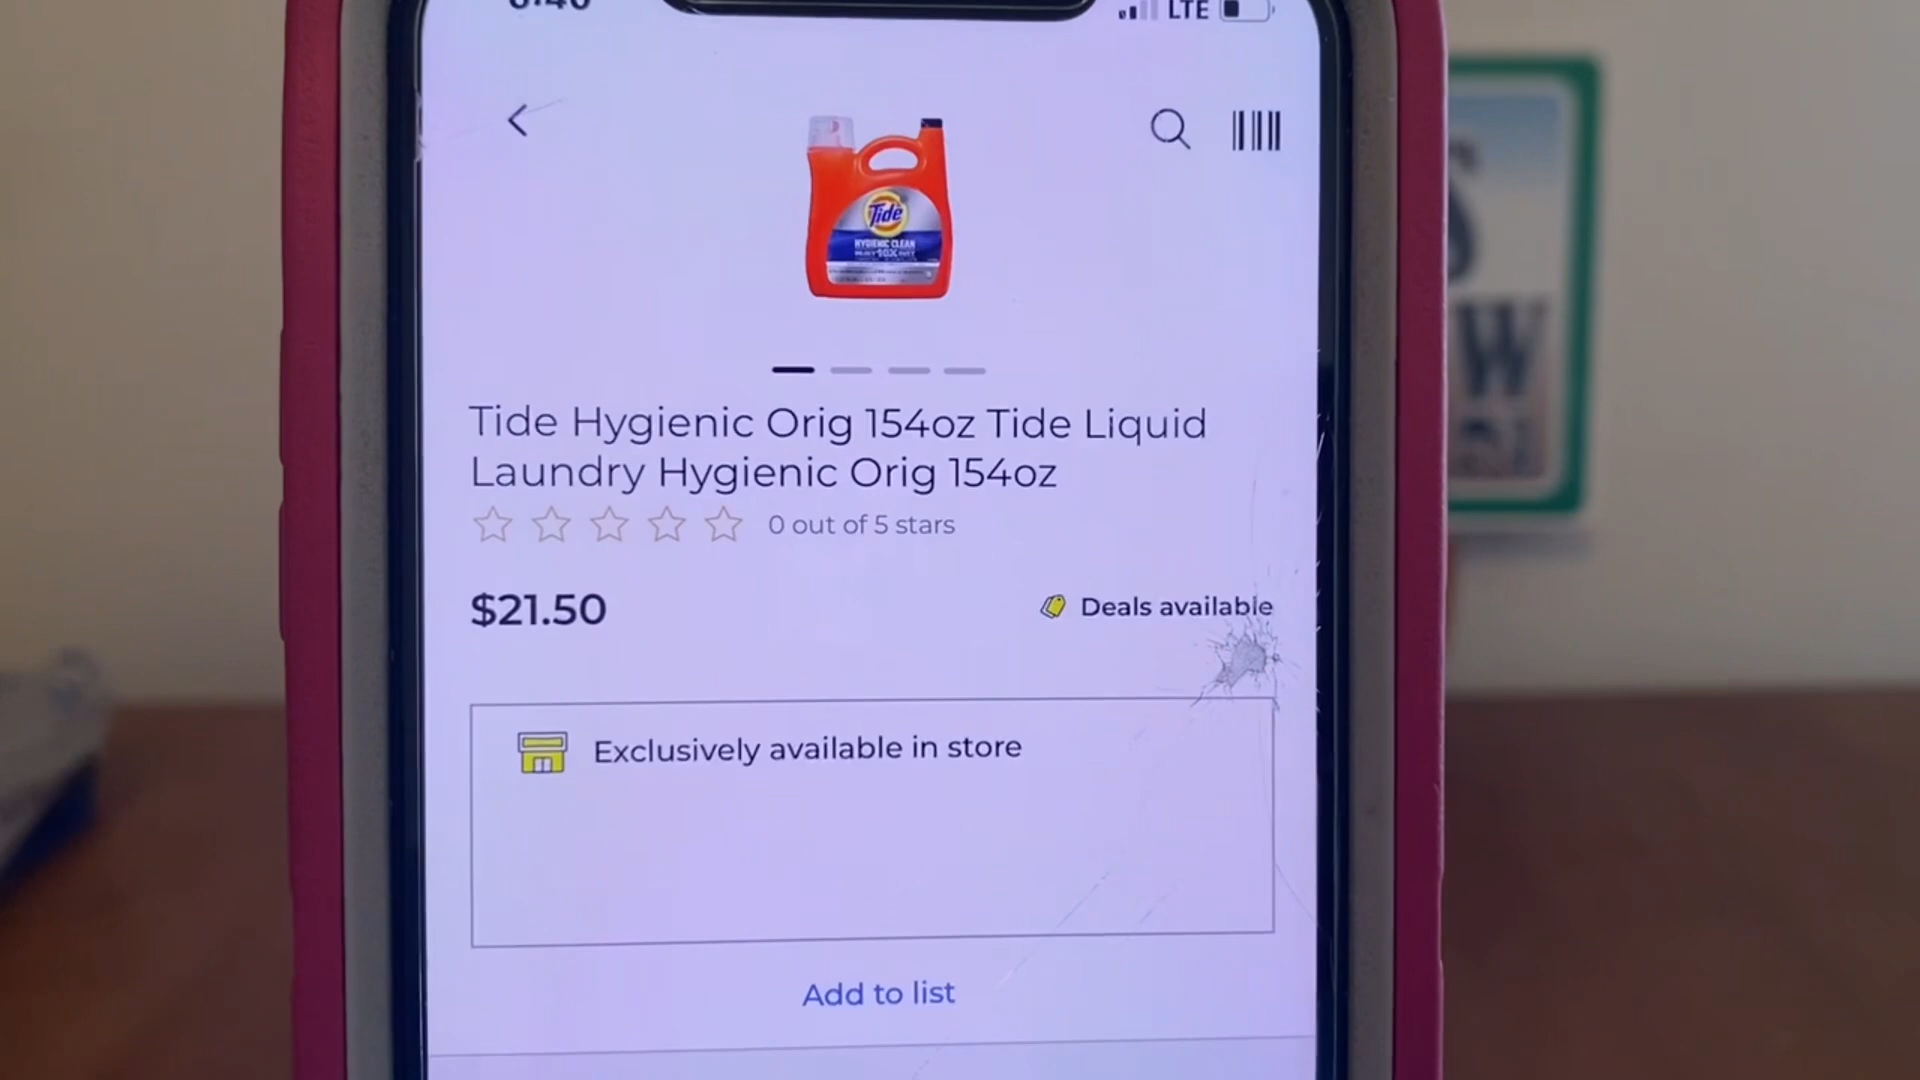 LTE
Tide
HYGIENIC CLEAN
10X
Tide Hygienic Orig 154oz Tide Liquid
Laundry Hygienic Orig 154oz
0 out of 5 stars
$21.50
Deals available
Exclusively available in store
Add to list
S
W